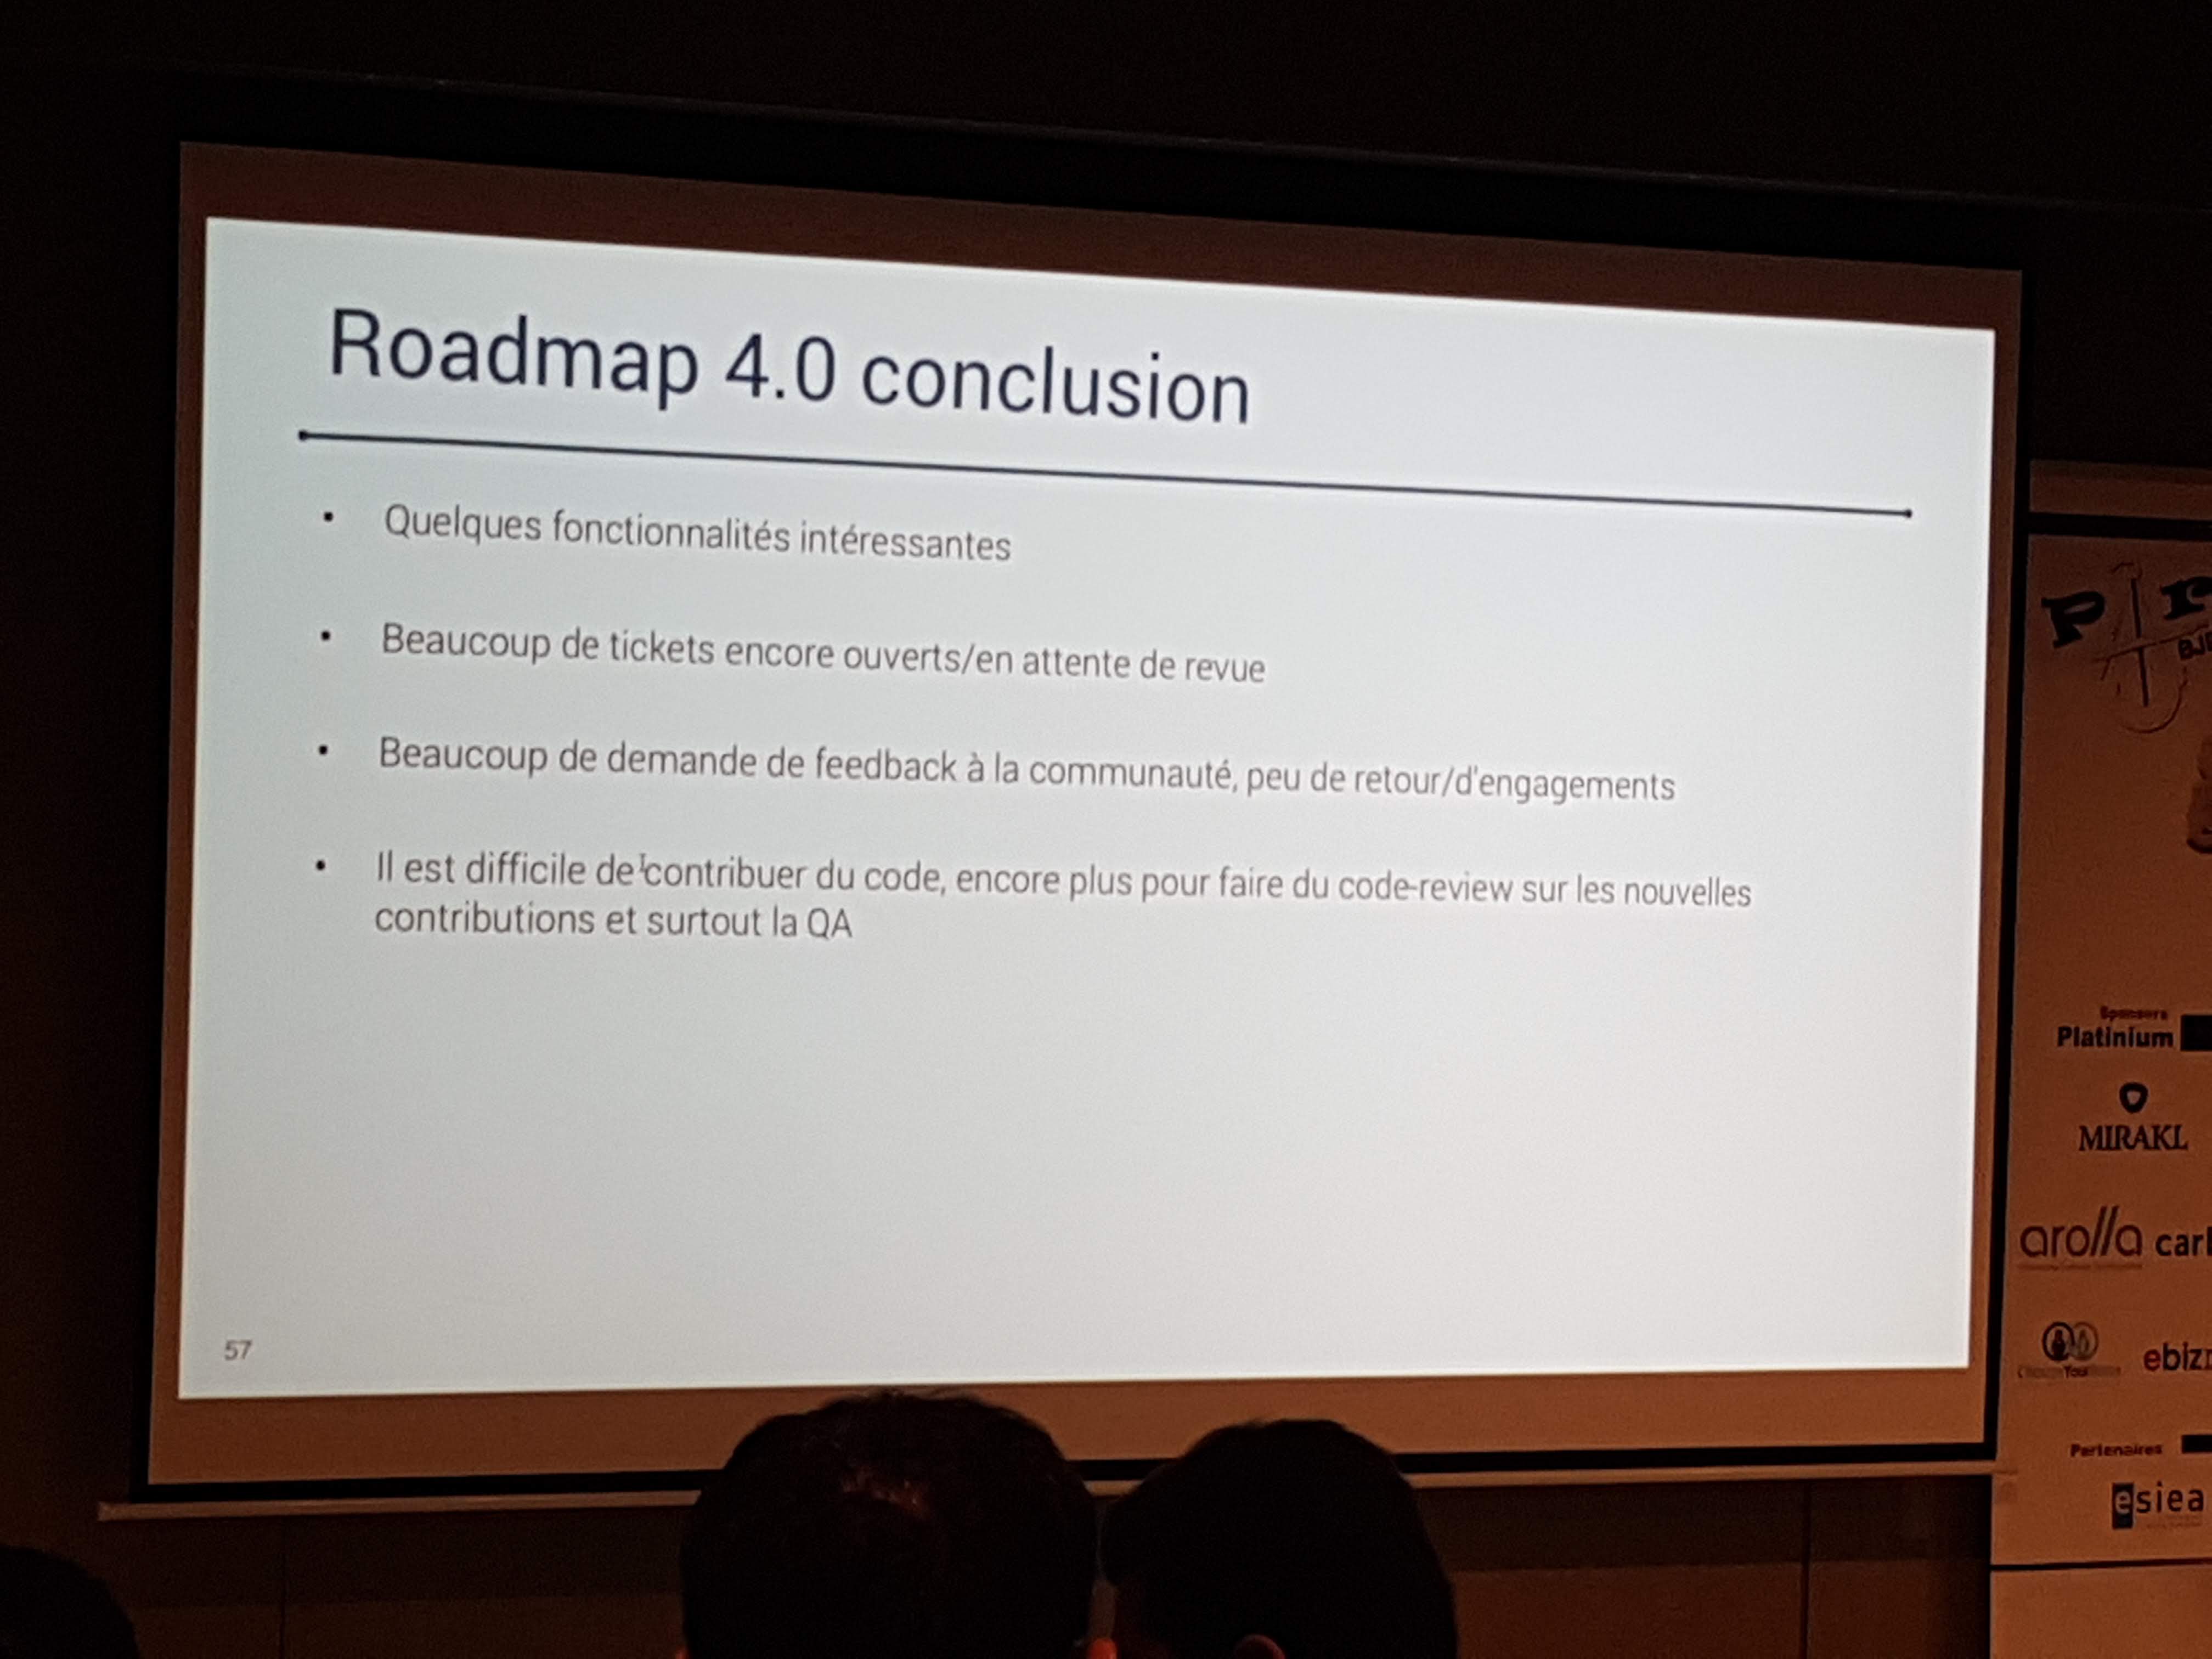 Roadmap 4.0 conclusion
• Quelques fonctionnalités intéressantes
• Beaucoup de tickets encore ouverts/en attente de revue
• Beaucoup de demande de feedback à la communauté, peu de retour/d'engagements
• Il est difficile de contribuer du code, encore plus pour faire du code-review sur les nouvelles
contributions et surtout la QA
57
Sponsors
Platinium
MIRAKL
arolla
You
Partenaires
esiea